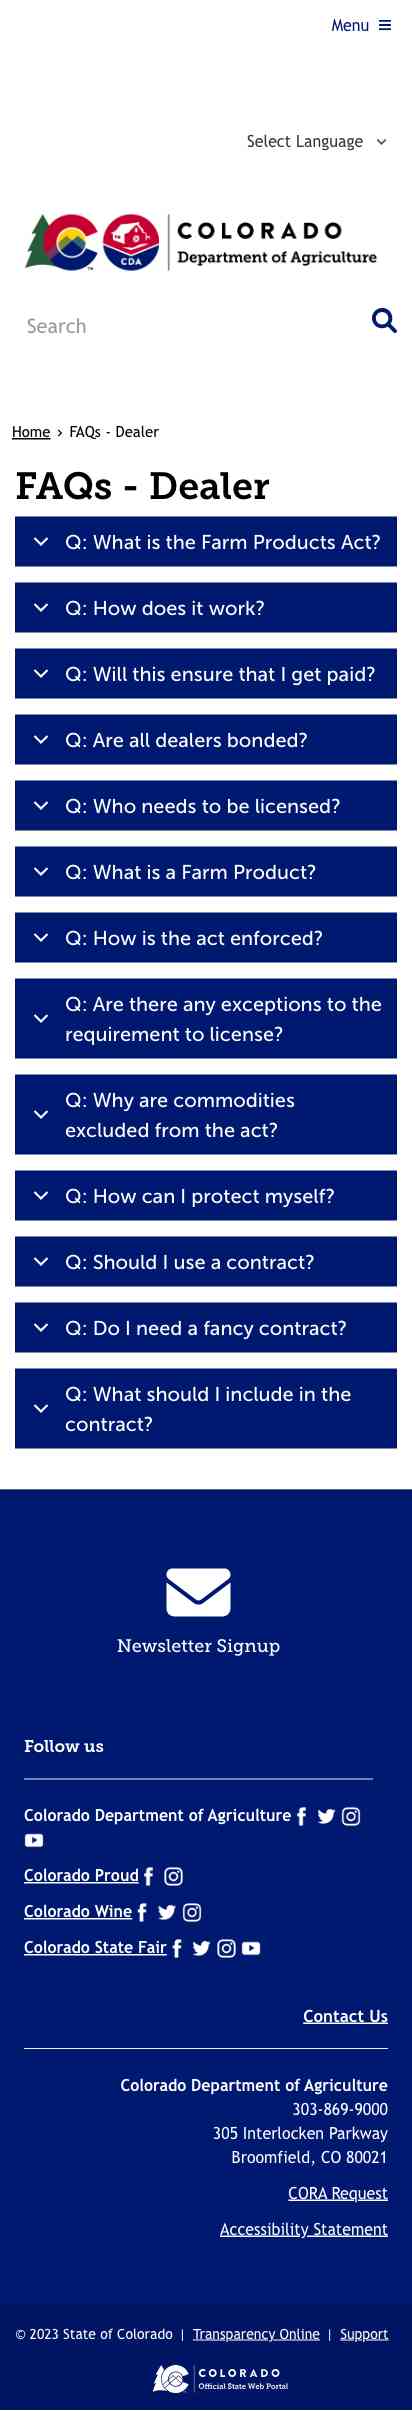 Menu
Select Language
CDA
COLORADO
Department of Agriculture
Search
Home › FAQs - Dealer
FAQs - Dealer
Q: What is the Farm Products Act?
Q: How does it work?
Q: Will this ensure that I get paid?
Q: Are all dealers bonded?
Q: Who needs to be licensed?
Q: What is a Farm Product?
Q: How is the act enforced?
Q: Are there any exceptions to the
requirement to license?
Q: Why are commodities
excluded from the act?
Q: How can I protect myself?
Q: Should I use a contract?
Q: Do I need a fancy contract?
Q: What should I include in the
contract?
Newsletter Signup
Follow us
Colorado Department of Agriculture
Colorado Proud
Colorado Wine
Colorado State Fair
Contact Us
Colorado Department of Agriculture
303-869-9000
305 Interlocken Parkway
Broomfield, CO 80021
CORA Request
Accessibility Statement
© 2023 State of Colorado | Transparency Online | Support
COLORADO
Official State Web Portal